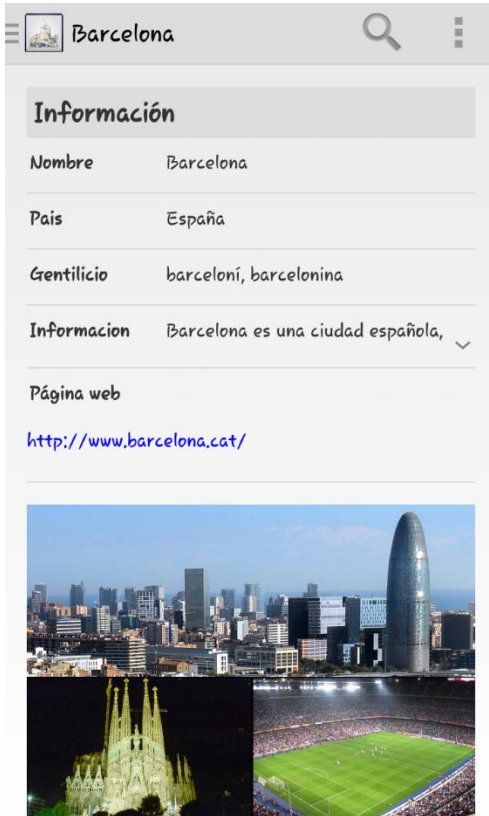 Barcelona
Información
Nombre Barcelona
Pais España
Gentilicio barceloní, barcelonina
Informacion Barcelona es una ciudad española,
Página web
http://www.barcelona.cat/